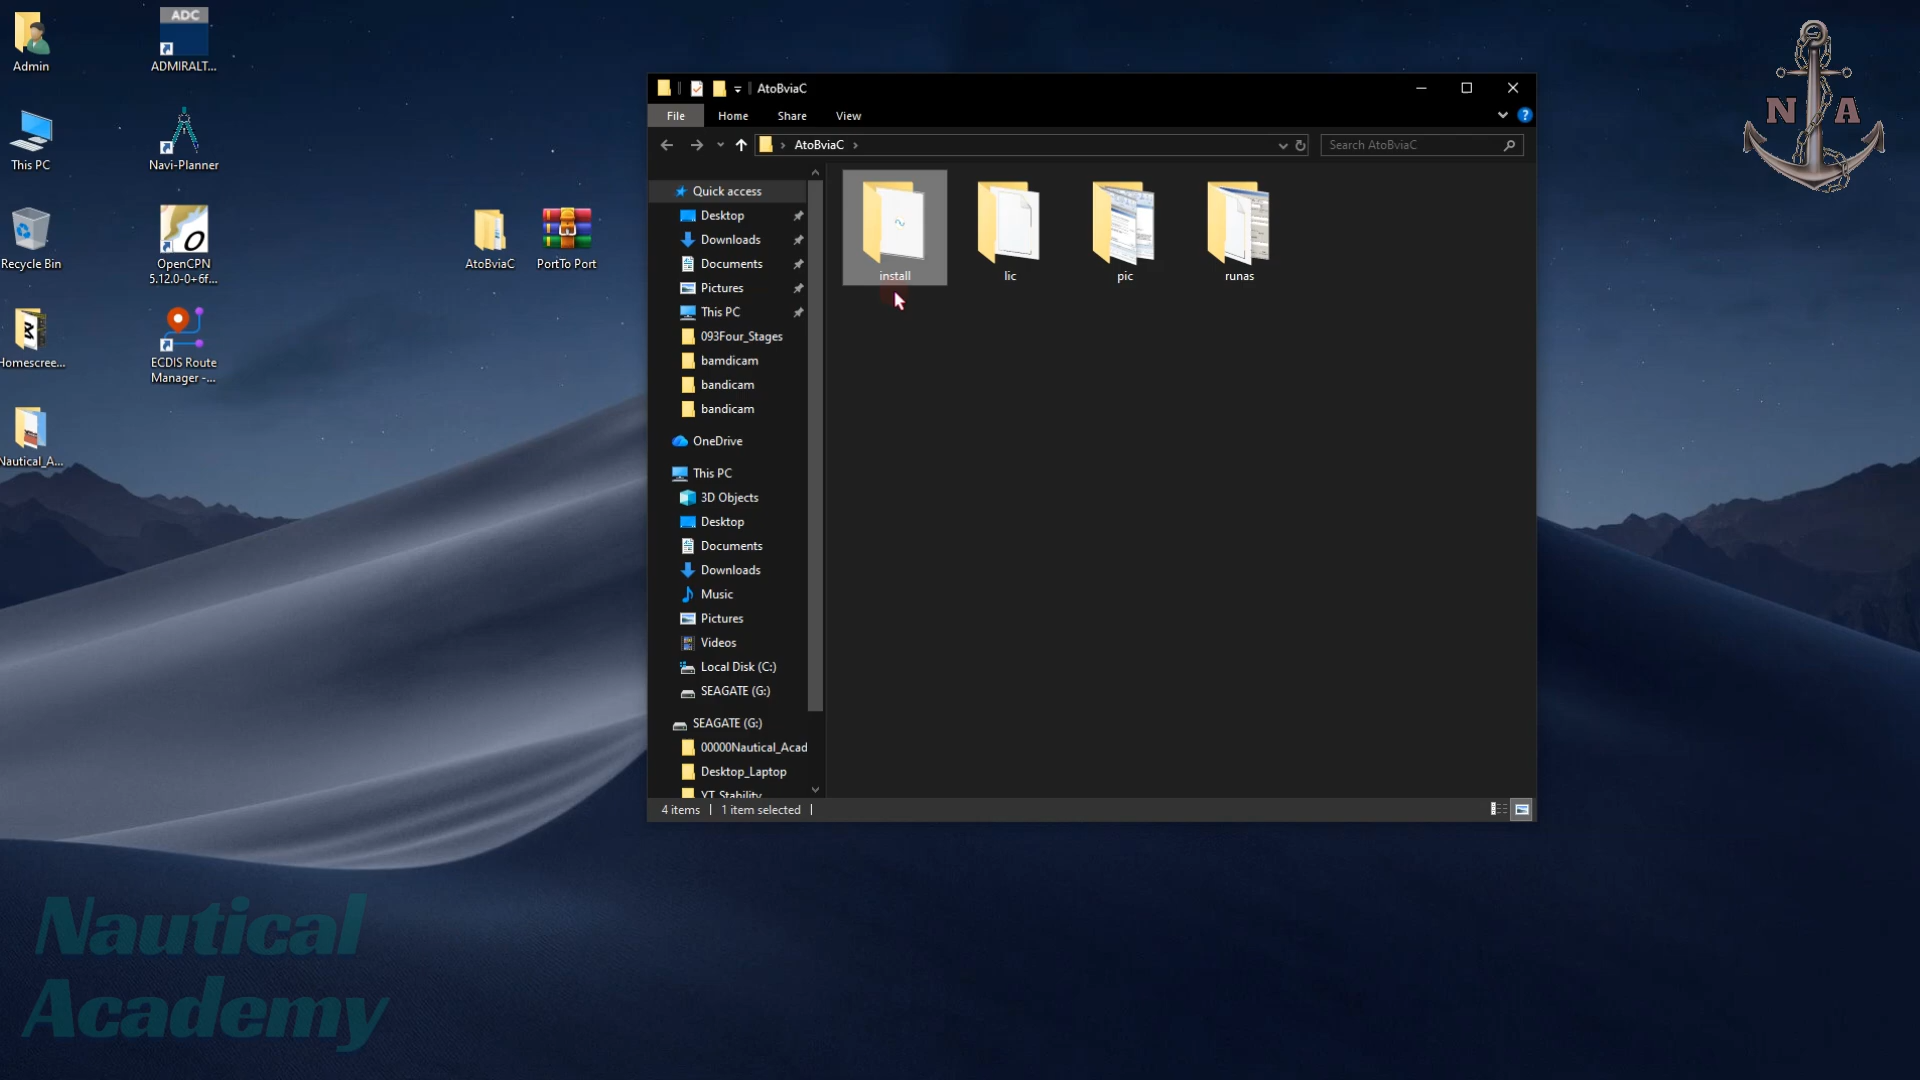 Admin
ADC
ADMIRALT...
This PC
Navi-Planner
Recycle Bin
OpenCPN
5.12.0-0+6f...
Homescree...
ECDIS Route
Manager -...
Nautical_A...
AtoBviaC
PortTo Port
AtoBviaC
File
Home
Share
View
AtoBviaC
Search AtoBviaC
Quick access
Desktop
Downloads
Documents
Pictures
This PC
093Four_Stages
bamdicam
bandicam
bandicam
OneDrive
This PC
3D Objects
Desktop
Documents
Downloads
Music
Pictures
Videos
Local Disk (C:)
SEAGATE (G:)
SEAGATE (G:)
00000Nautical_Acad
Desktop_Laptop
YT Stability
install
lic
pic
runas
4 items
1 item selected
N A
Nautical
Academy